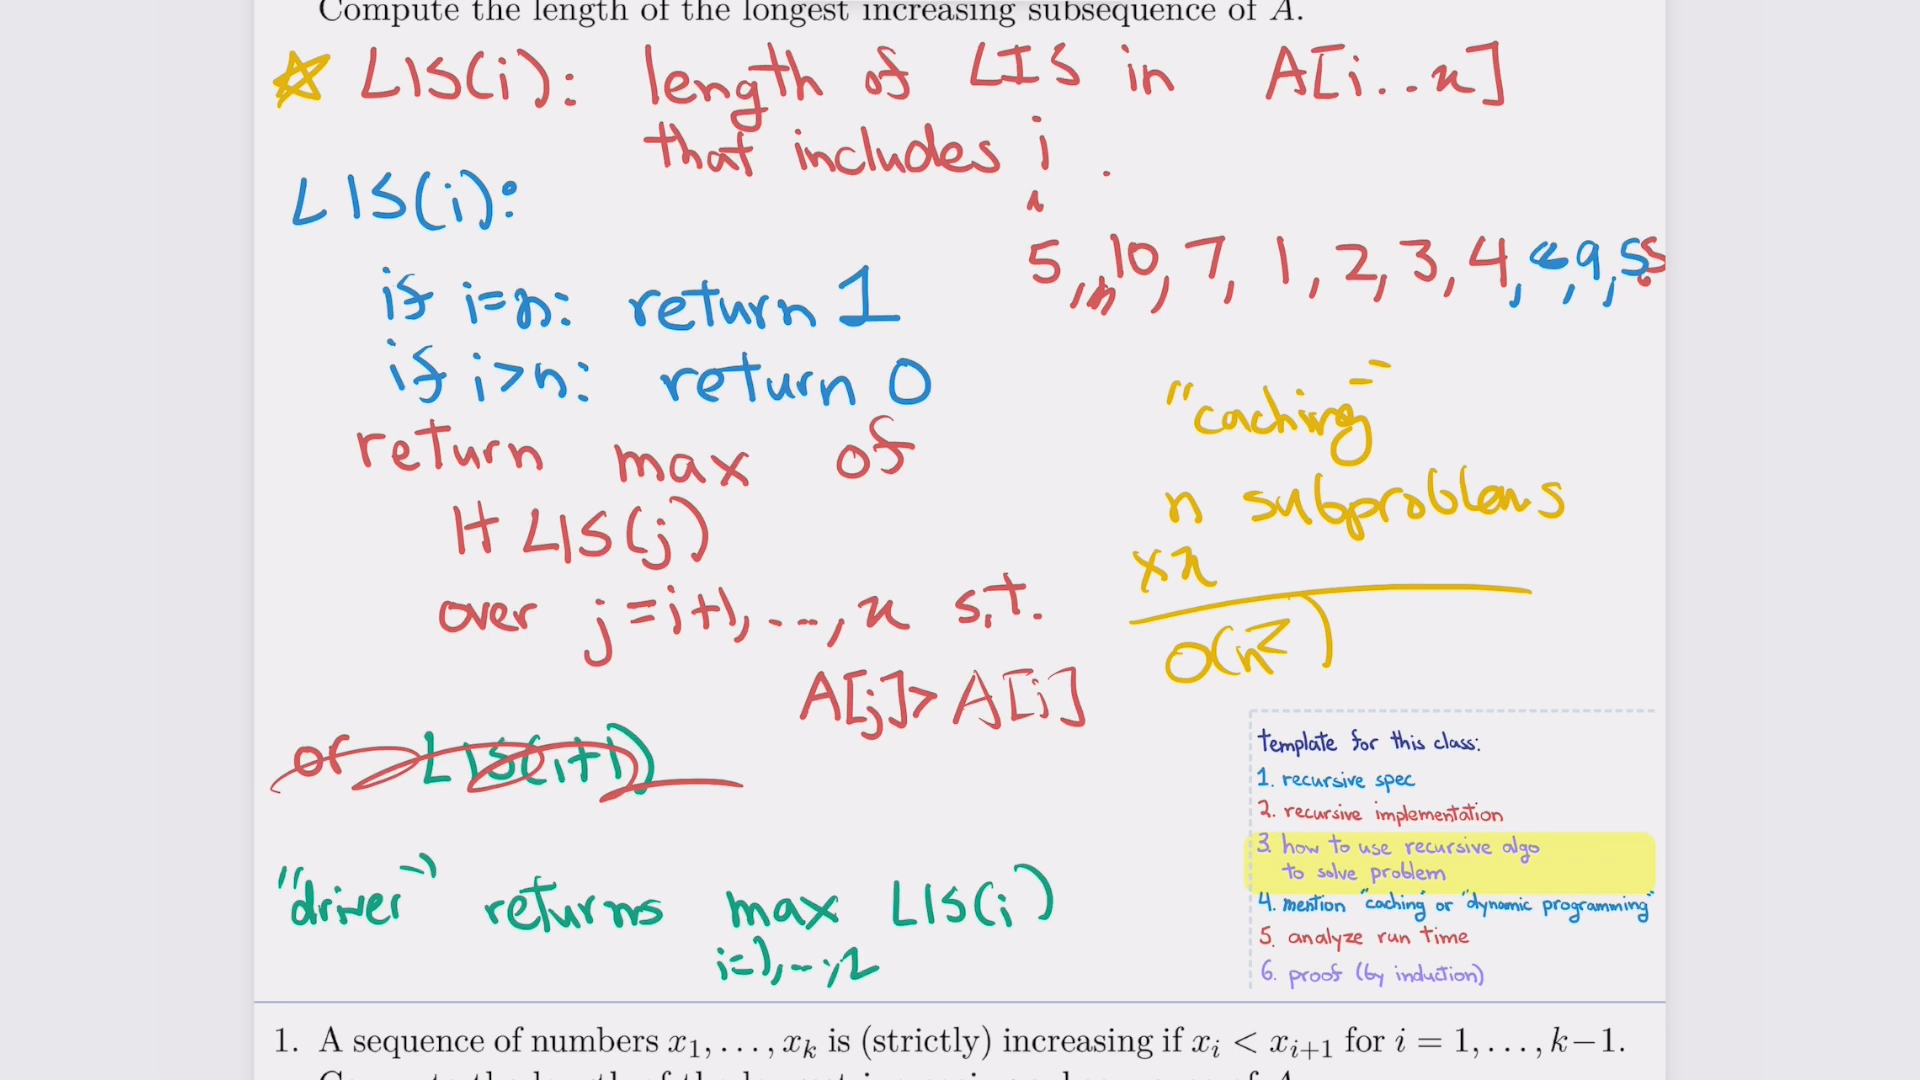 Compute the length of the longest increasing subsequence of A.
☆ LIS(i): length of LIS in A[i..n]
that includes i.
LIS(i):
5, 10, 7, 1, 2, 3, 4, 9, 5
if i=n: return 1
if i>n: return 0
return max of
1+ LIS(j)
over j=i+1, ..., n s.t.
A[j]> A[i]
or LIS(i+1)
"caching"
n subproblems
xn
O(n²)
"driver" returns max LIS(i)
i=1,...,n
template for this class:
1. recursive spec
2. recursive implementation
3. how to use recursive algo
to solve problem
4. mention "caching" or "dynamic programming"
5. analyze run time
6. proof (by induction)
1. A sequence of numbers x₁, . . . , xₖ is (strictly) increasing if xᵢ < xᵢ₊₁ for i = 1, . . . , k−1.